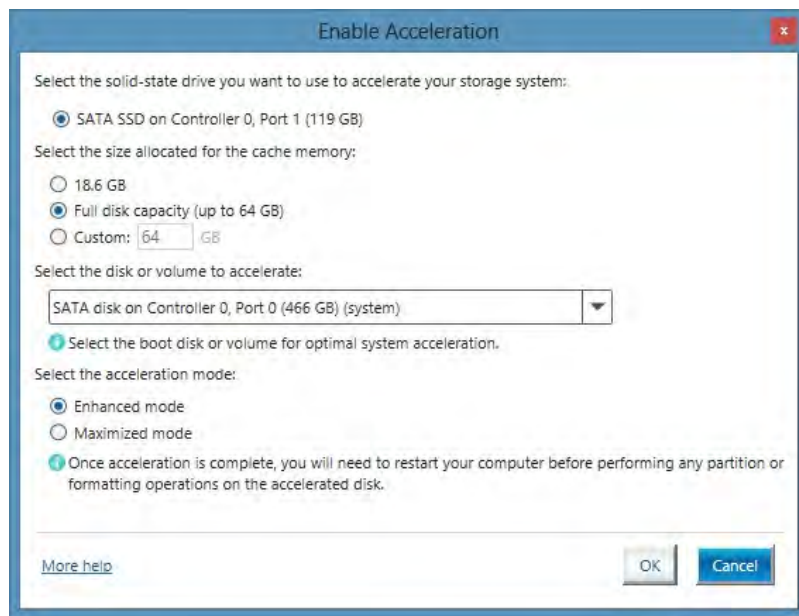 Enable Acceleration
x
Select the solid-state drive you want to use to accelerate your storage system:
SATA SSD on Controller 0, Port 1 (119 GB)
Select the size allocated for the cache memory:
18.6 GB
Full disk capacity (up to 64 GB)
Custom: 64 GB
Select the disk or volume to accelerate:
SATA disk on Controller 0, Port 0 (466 GB) (system)
Select the boot disk or volume for optimal system acceleration.
Select the acceleration mode:
Enhanced mode
Maximized mode
Once acceleration is complete, you will need to restart your computer before performing any partition or
formatting operations on the accelerated disk.
More help OK Cancel